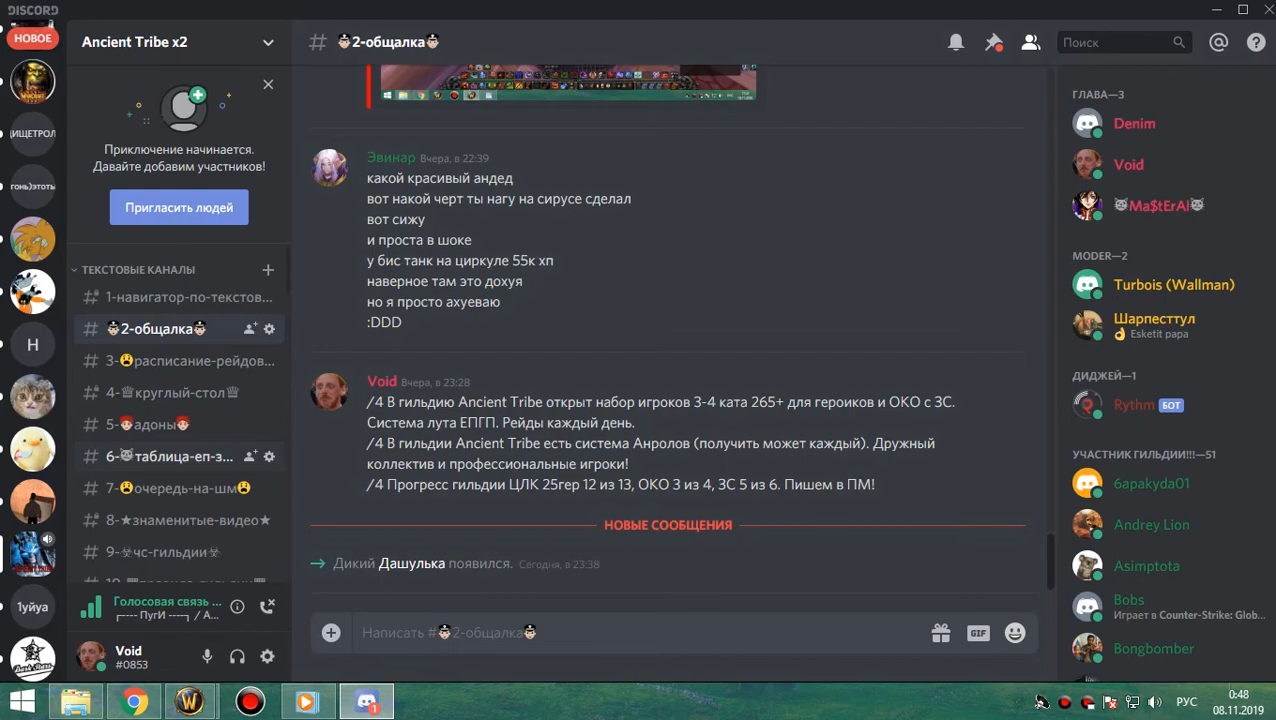 DISCORD
НОВОЕ
ИЩЕТРОЛ
гонь)этоты
Н
1уйуа
Ancient Tribe x2
Приключение начинается.
Давайте добавим участников!
Пригласить людей
ТЕКСТОВЫЕ КАНАЛЫ
1-навигатор-по-текстов...
2-общалка
3-😩расписание-рейдов...
4-♕круглый-стол♕
5-адоны
6-таблица-еп-з...
7-😩очередь-на-шм😩
8-★знаменитые-видео★
9-☣чс-гильдии☣
Голосовая связь ...
┌---- ПугИ ----┐ / A...
Void
#0853
# 2-общалка
Поиск
Эвинар Вчера, в 22:39
какой красивый андед
вот накой черт ты нагу на сирусе сделал
вот сижу
и проста в шоке
у бис танк на циркуле 55к хп
наверное там это дохуя
но я просто ахуеваю
:DDD
Void Вчера, в 23:28
/4 В гильдию Ancient Tribe открыт набор игроков 3-4 ката 265+ для героиков и ОКО с ЗС.
Система лута ЕПГП. Рейды каждый день.
/4 В гильдии Ancient Tribe есть система Анролов (получить может каждый). Дружный
коллектив и профессиональные игроки!
/4 Прогресс гильдии ЦЛК 25гер 12 из 13, ОКО 3 из 4, ЗС 5 из 6. Пишем в ПМ!
НОВЫЕ СООБЩЕНИЯ
Дикий Дашулька появился. Сегодня, в 23:38
Написать #2-общалка
GIF
ГЛАВА—3
Denim
Void
Ma$tErAl
MODER—2
Turbois (Wallman)
Шарпесттул
👌 Esketit papa
ДИДЖЕЙ—1
Rythm БОТ
УЧАСТНИК ГИЛЬДИИ!!!—51
6apakyda01
Andrey Lion
Asimptota
Bobs
Играет в Counter-Strike: Glob...
Bongbomber
1
РУС
0:48
08.11.2019